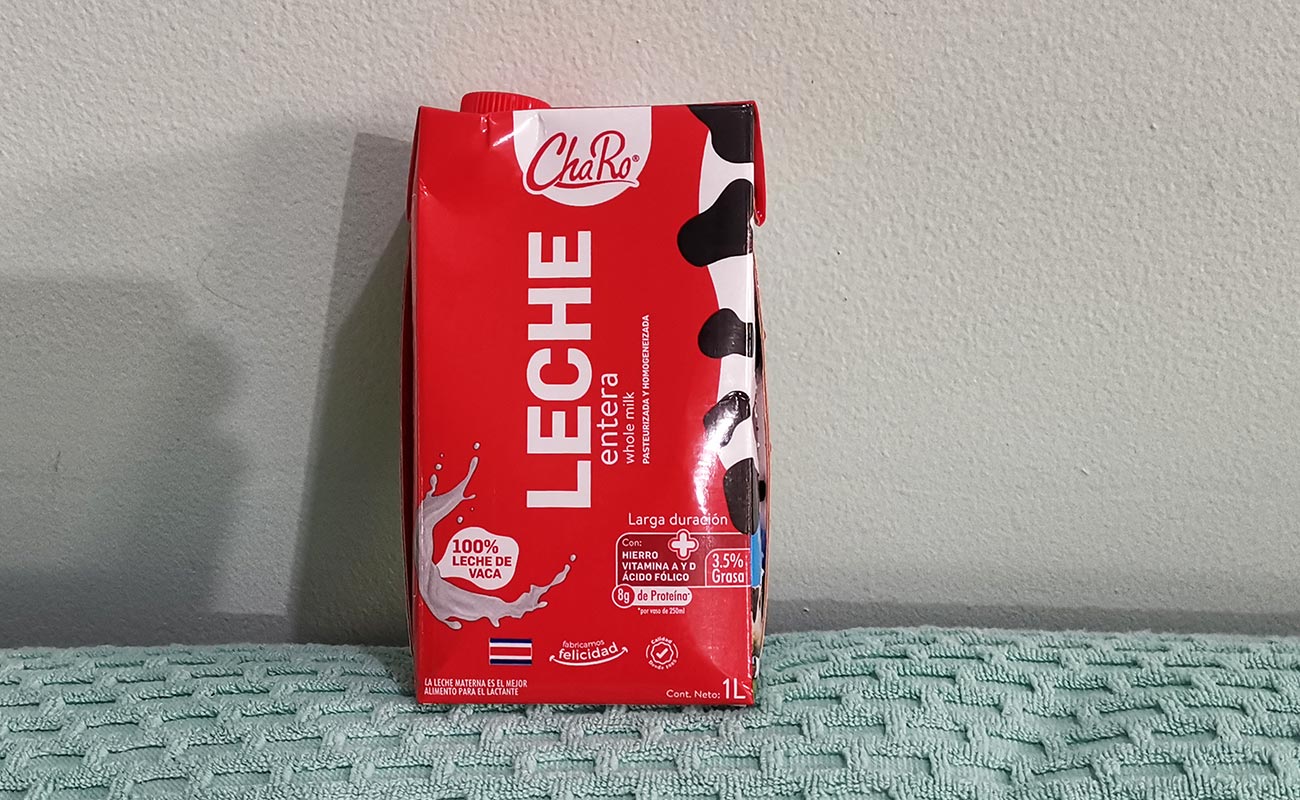 ChaRo®
LECHE
entera
whole milk
PASTEURIZADA Y HOMOGENEIZADA
100%
LECHE DE
VACA
Larga duración
Con:
HIERRO
VITAMINA A Y D
ÁCIDO FÓLICO
3.5%
Grasa
8g de Proteína*
*por vaso de 250ml
fabricamos
felicidad
Calidad
LA LECHE MATERNA ES EL MEJOR
ALIMENTO PARA EL LACTANTE
Cont. Neto: 1L